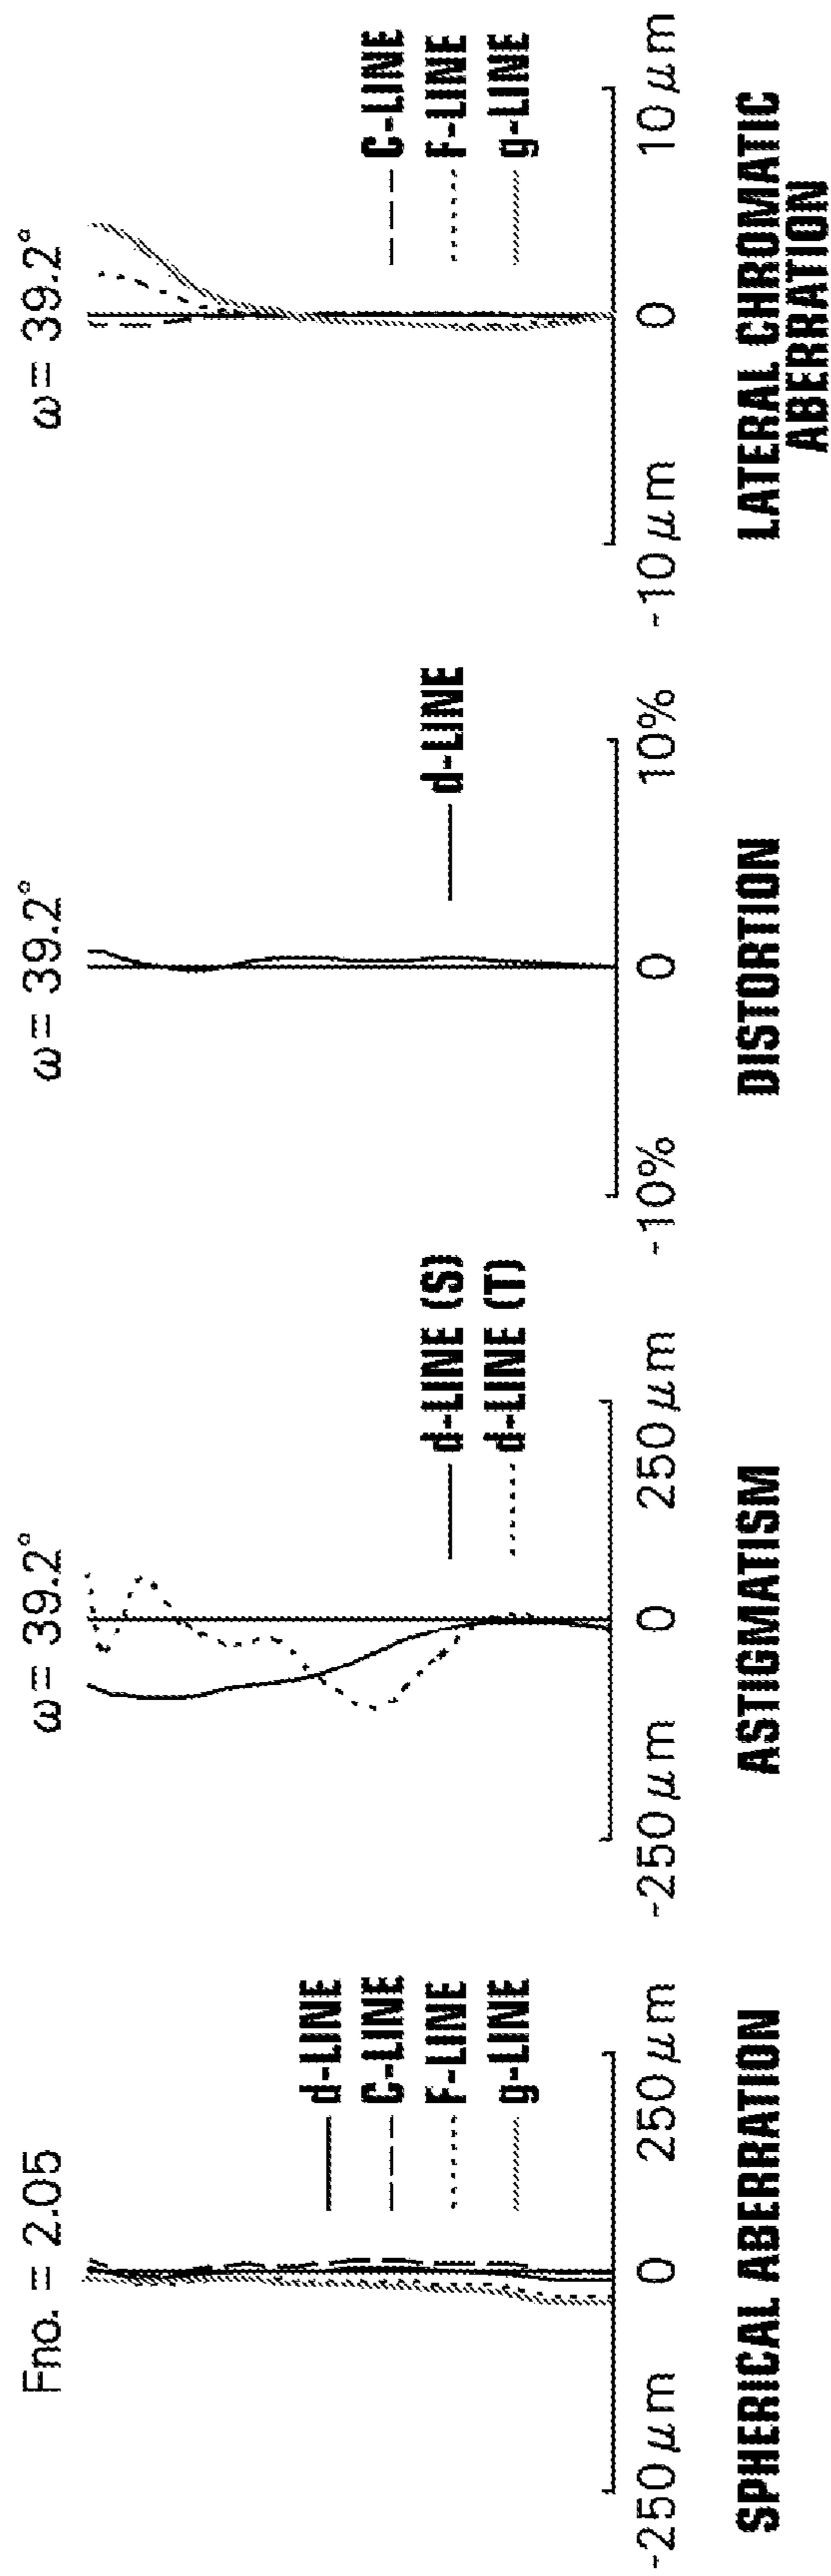 Fno. = 2.05
d-LINE
C-LINE
F-LINE
g-LINE
-250μm
0
250μm
SPHERICAL ABERRATION
ω= 39.2°
d-LINE (S)
d-LINE (T)
-250μm
0
250μm
ASTIGMATISM
ω= 39.2°
d-LINE
-10%
0
10%
DISTORTION
ω= 39.2°
C-LINE
F-LINE
g-LINE
-10μm
0
10μm
LATERAL CHROMATIC
ABERRATION